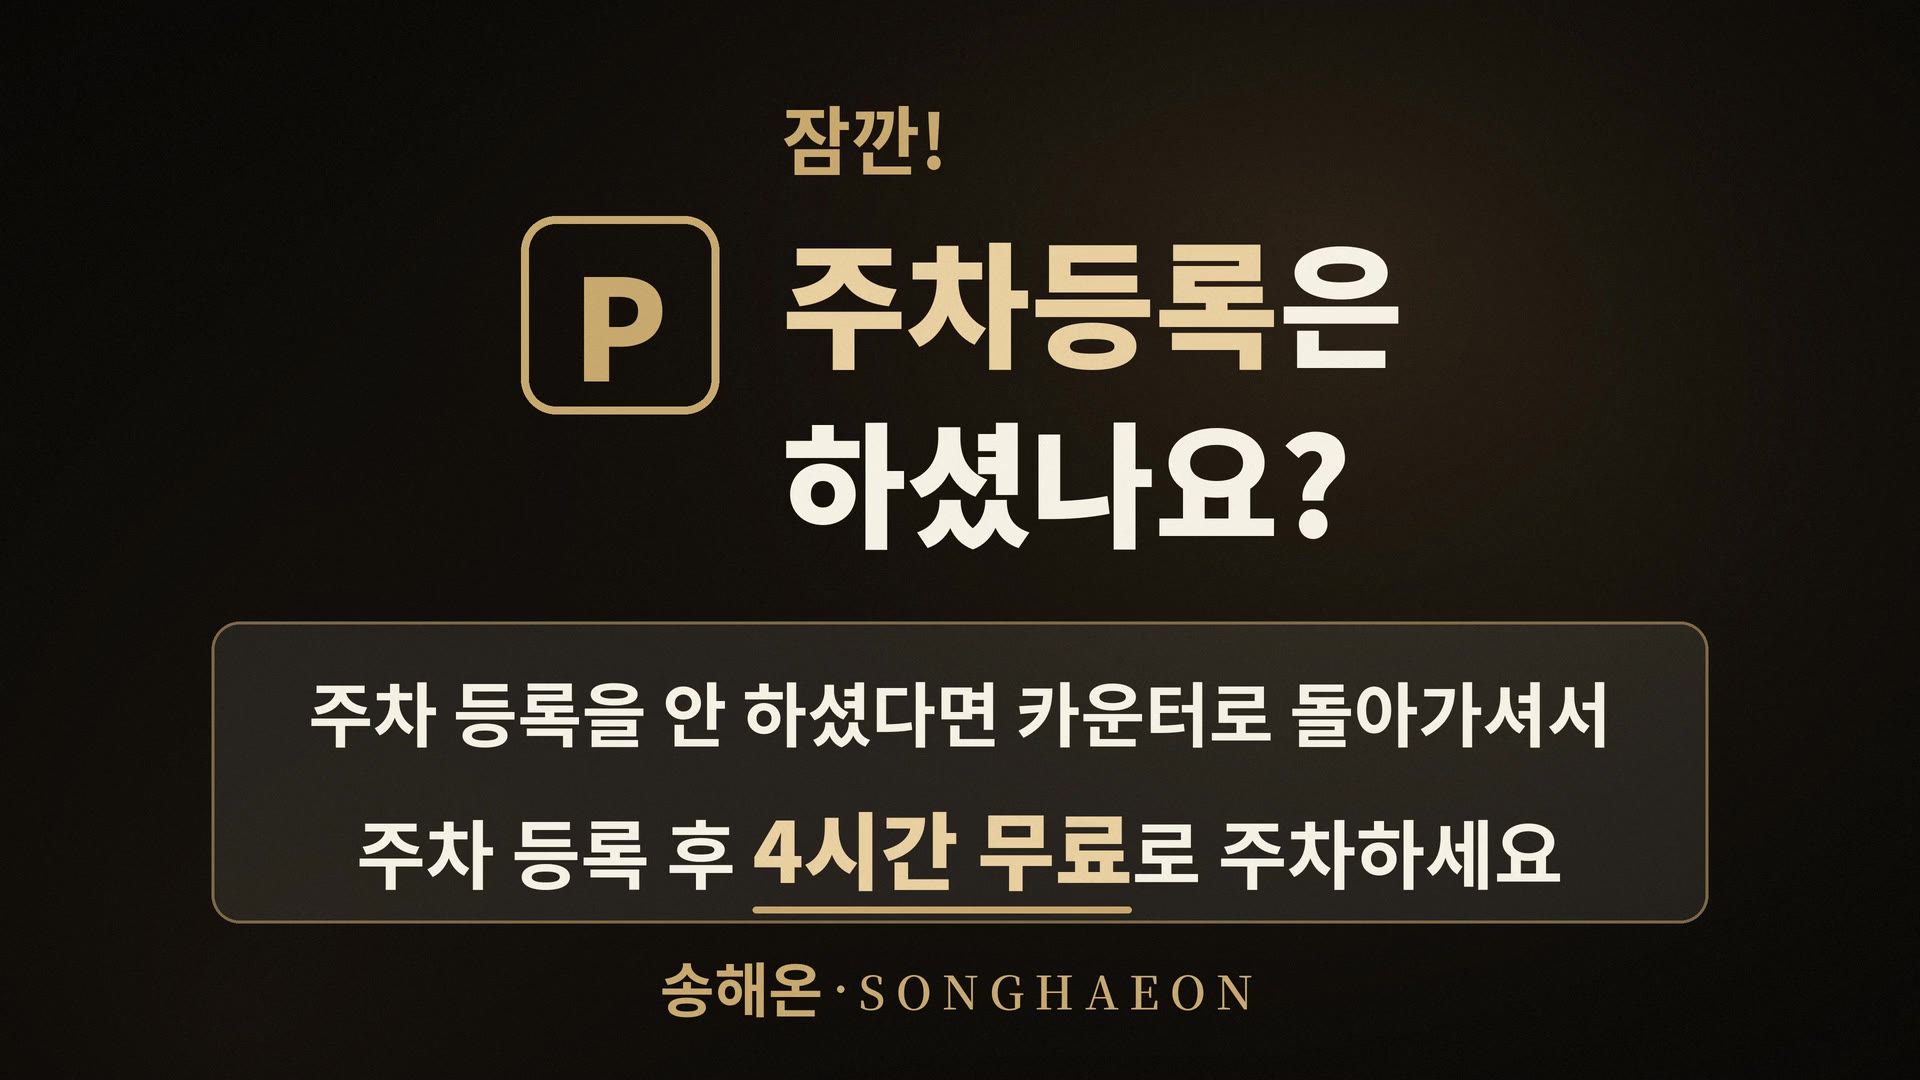 잠깐!
P
주차등록은
하셨나요?
주차 등록을 안 하셨다면 카운터로 돌아가셔서
주차 등록 후 4시간 무료로 주차하세요
송해온·SONGHAEON